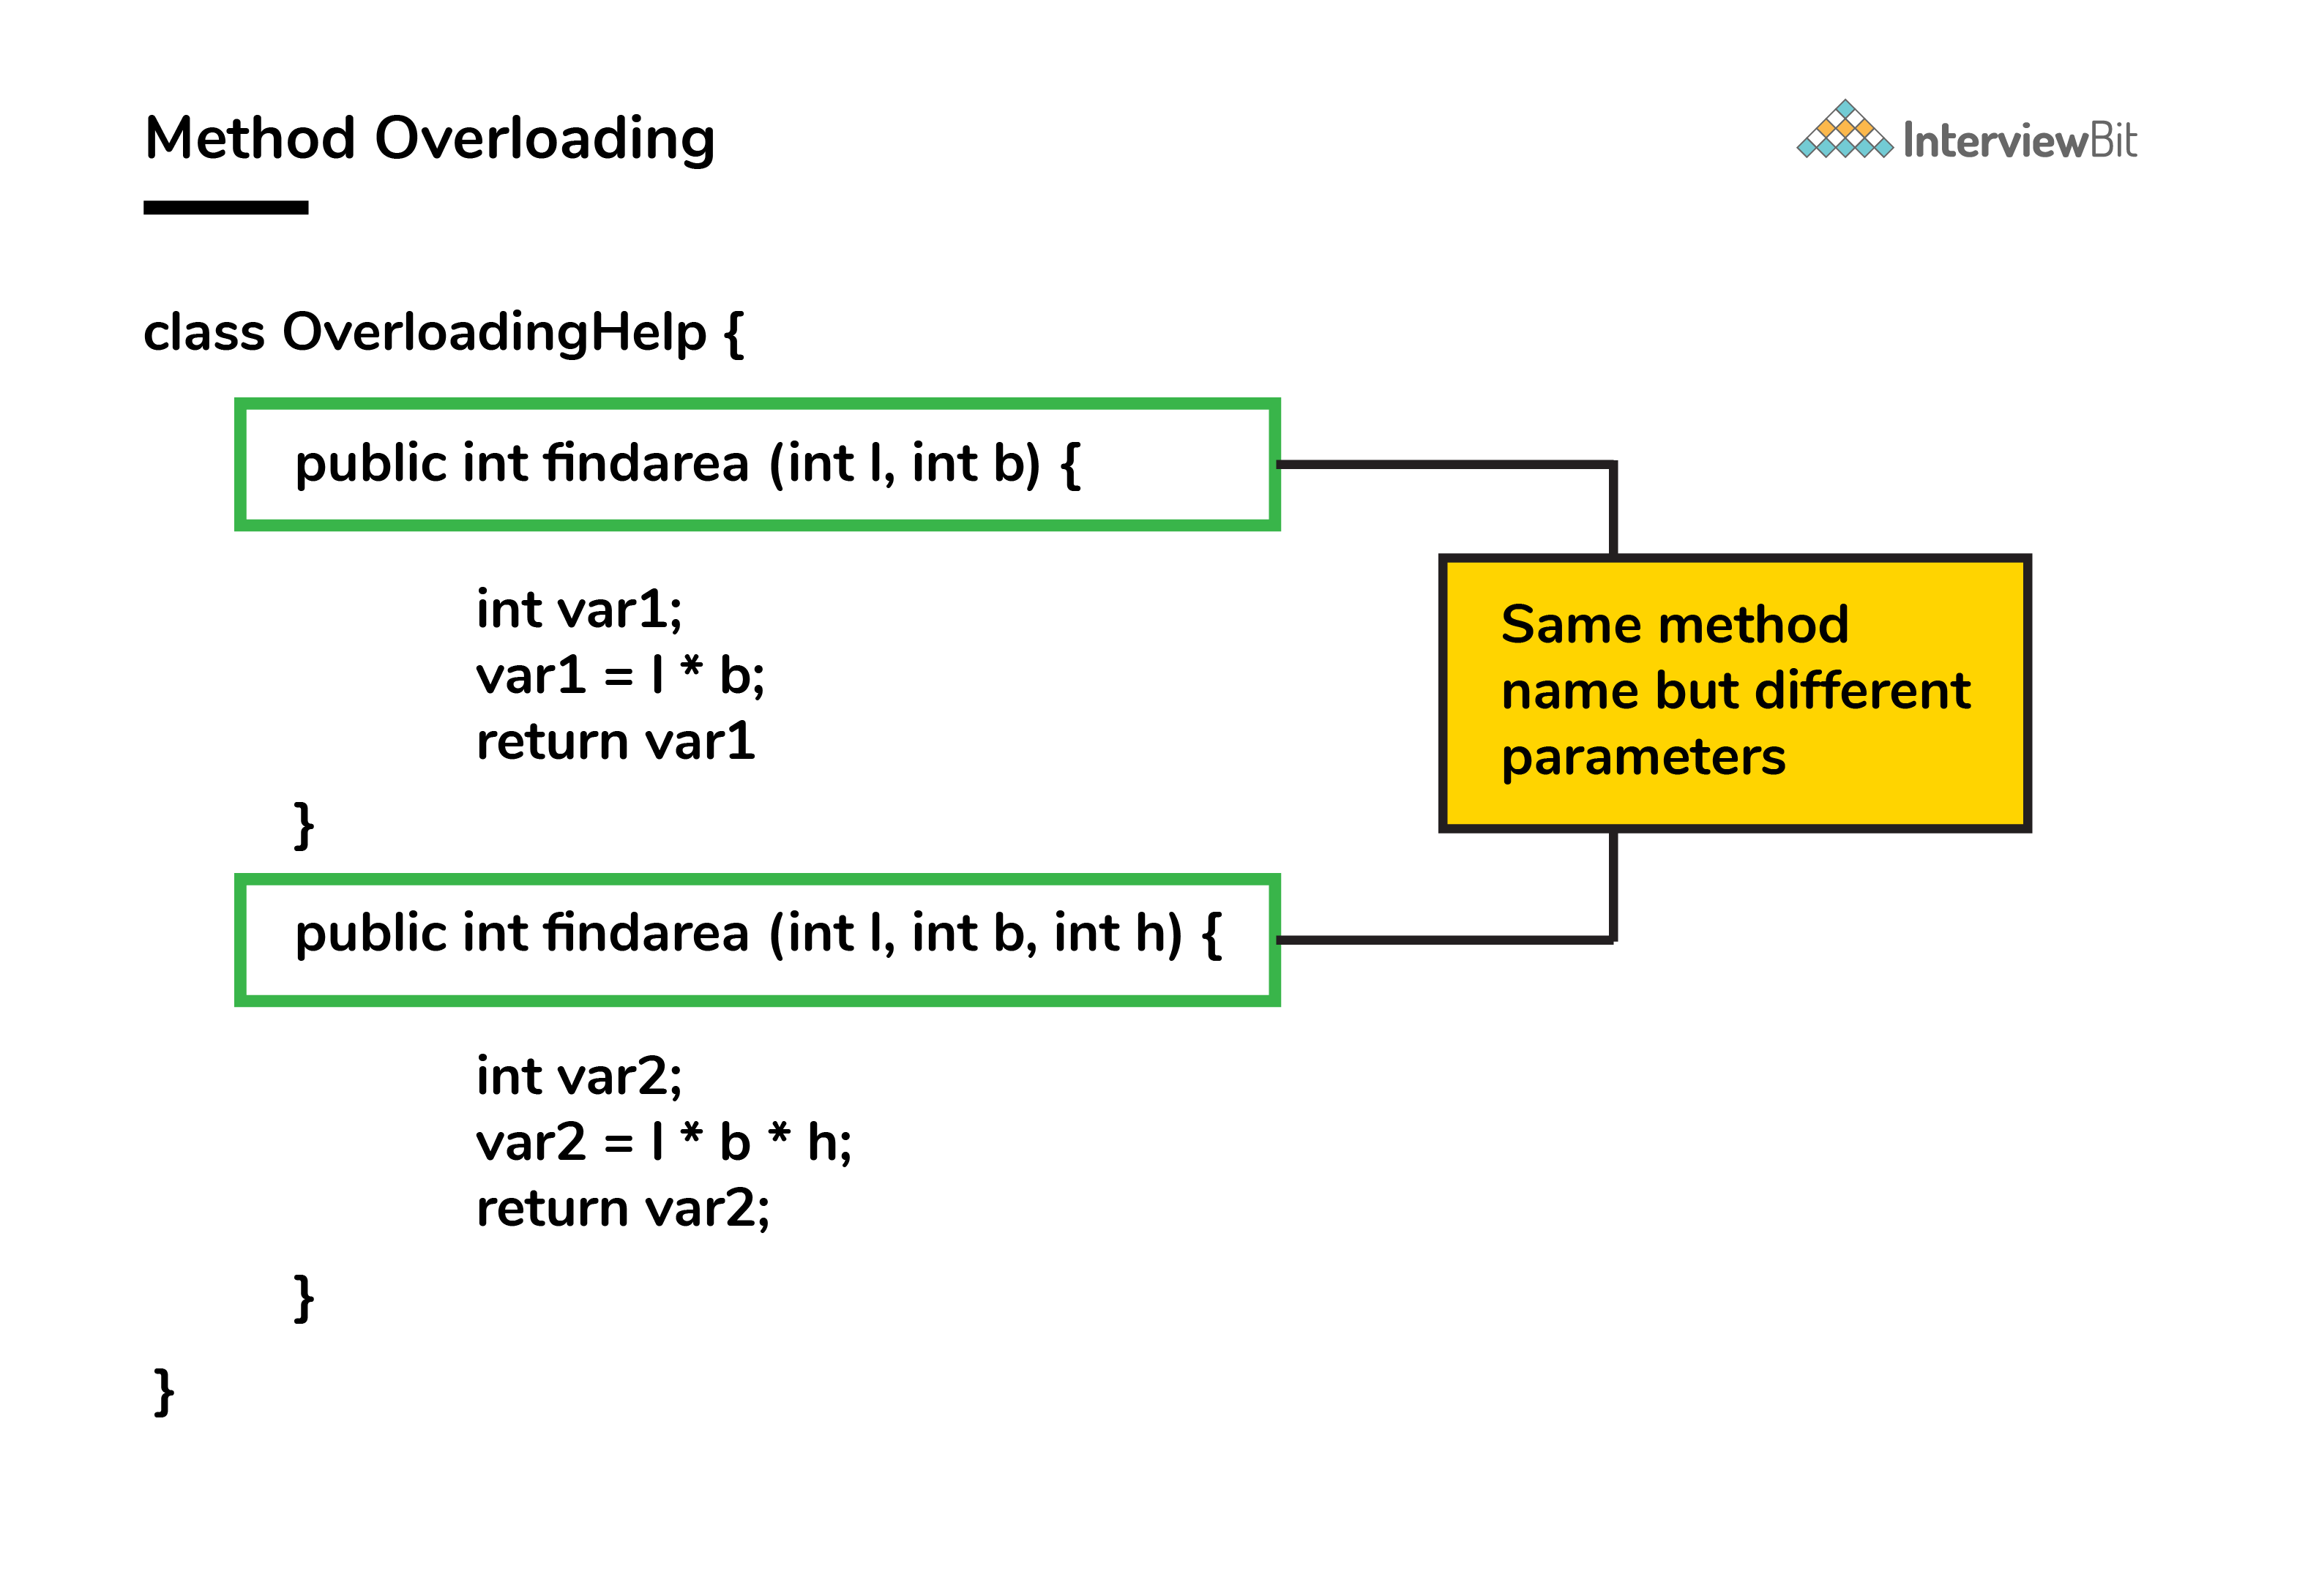 Method Overloading
InterviewBit
class OverloadingHelp {
public int findarea (int l, int b) {
int var1;
var1 = l * b;
return var1
}
Same method
name but different
parameters
public int findarea (int l, int b, int h) {
int var2;
var2 = l * b * h;
return var2;
}
}